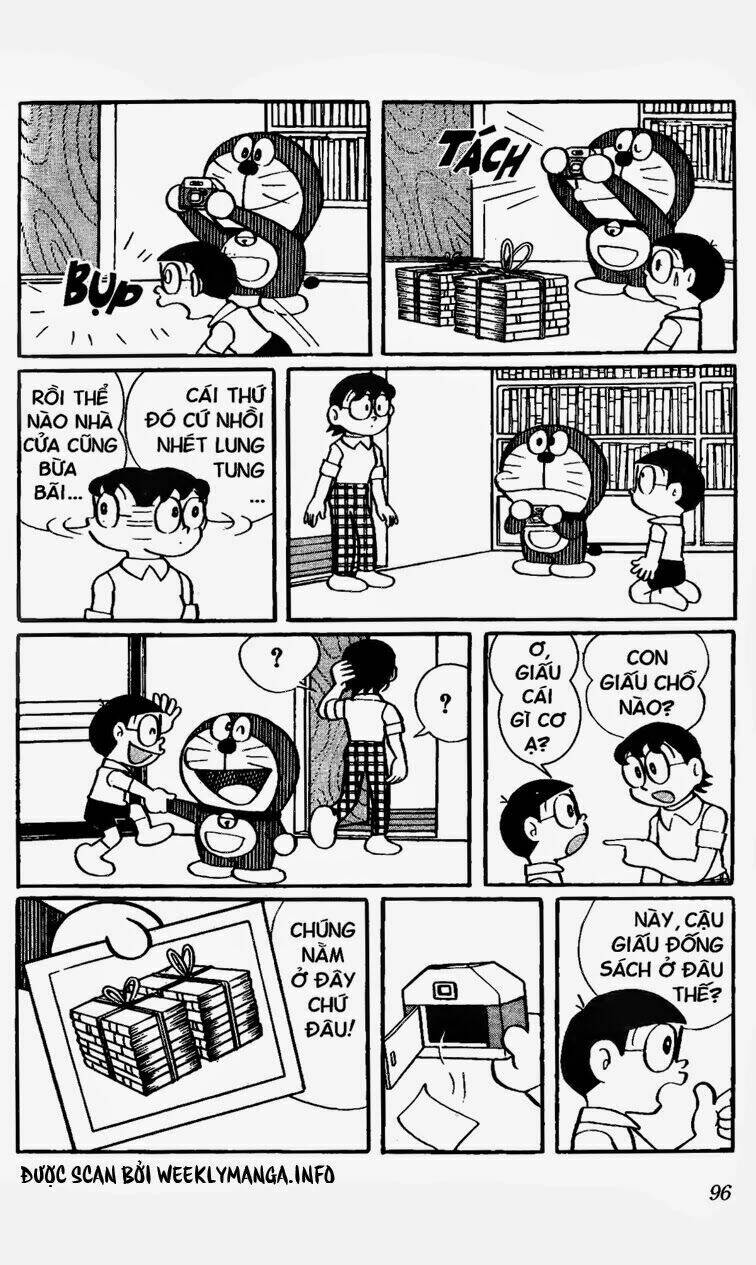 TÁCH
BỤP
CÁI THỨ
ĐÓ CỨ NHỒI
NHÉT LUNG
TUNG
...
RỒI THỂ
NÀO NHÀ
CỬA CŨNG
BỪA
BÃI...
CON
GIẤU CHỖ
NÀO?
Ơ,
GIẤU
CÁI
GÌ CƠ
Ạ?
?
?
NÀY, CẬU
GIẤU ĐỐNG
SÁCH Ở ĐÂU
THẾ?
CHÚNG
NẰM
Ở ĐÂY
CHỨ
ĐÂU!
ĐƯỢC SCAN BỞI WEEKLYMANGA.INFO
96